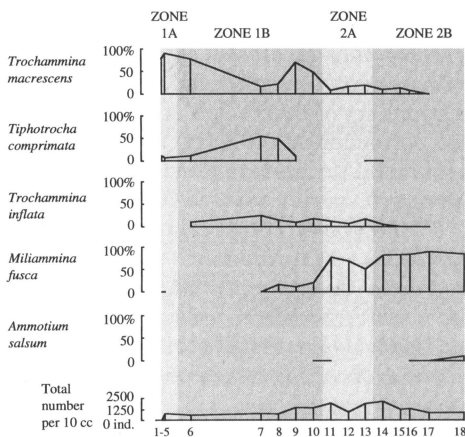 ZONE ZONE
1A ZONE 1B 2A ZONE 2B
Trochammina 100%
macrescens 50
0
Tiphotrocha 100%
comprimata 50
0
Trochammina 100%
inflata 50
0
Miliammina 100%
fusca 50
0
Ammotium 100%
salsum 50
0
Total
number 2500
per 10 cc 1250
0 ind.
1-5 6 7 8 9 10 11 12 13 14 15 16 17 18